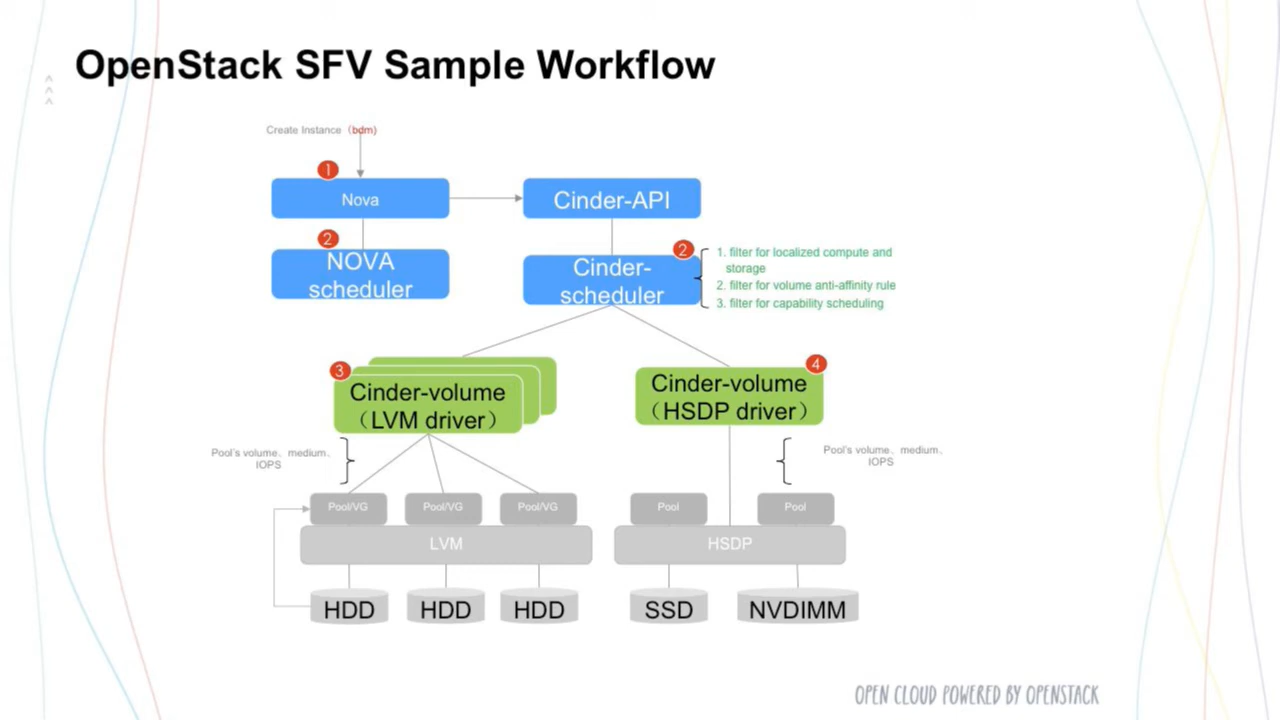 OpenStack SFV Sample Workflow
Create Instance（bdm)
1
Nova
Cinder-API
2
NOVA
scheduler
2
Cinder-
scheduler
1. filter for localized compute and
storage
2. filter for volume anti-affinity rule
3. filter for capability scheduling
3
Cinder-volume
（LVM driver）
4
Cinder-volume
（HSDP driver）
Pool's volume、medium、
IOPS
Pool's volume、medium、
IOPS
Pool/VG
Pool/VG
Pool/VG
Pool
Pool
LVM
HSDP
HDD
HDD
HDD
SSD
NVDIMM
OPEN CLOUD POWERED BY OPENSTACK